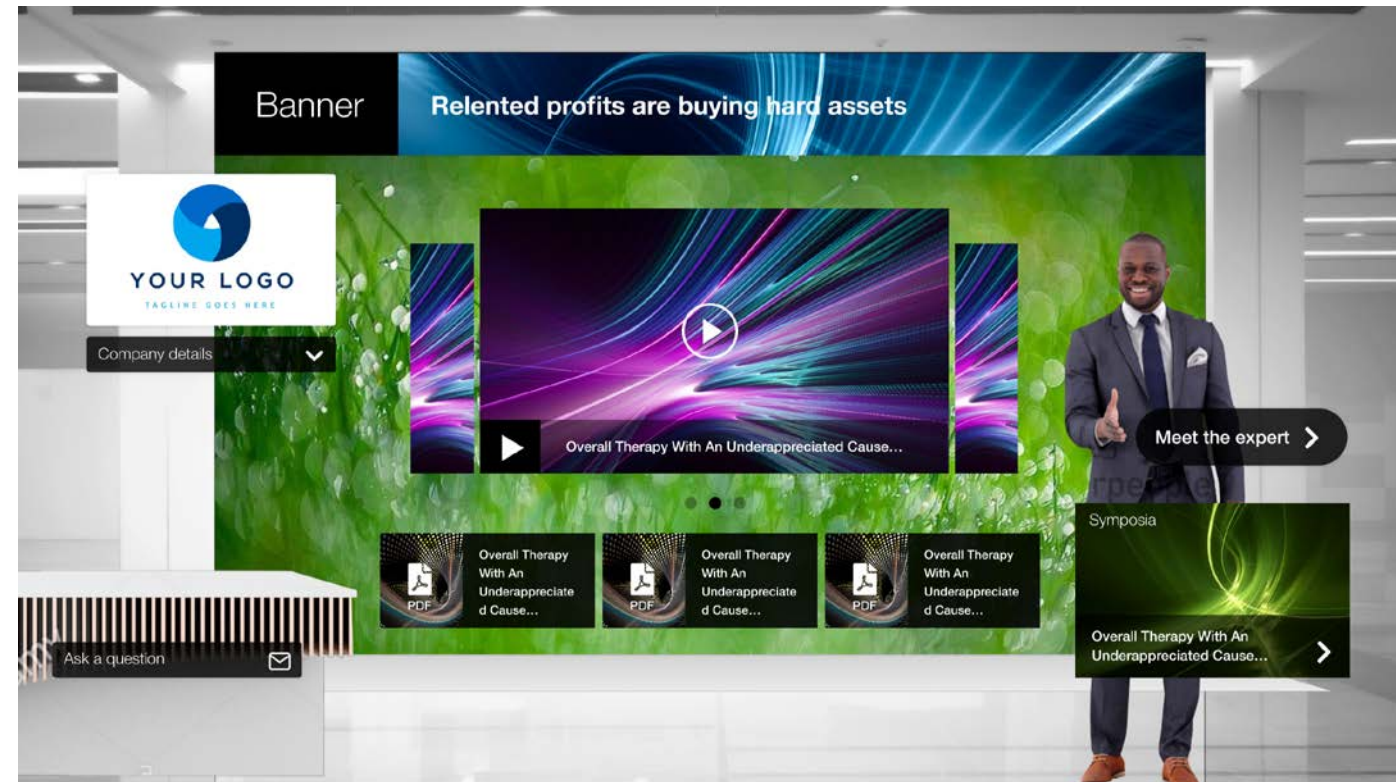 Banner
Relented profits are buying hard assets
YOUR LOGO
TAGLINE GOES HERE
Company details
Overall Therapy With An Underappreciated Cause...
Meet the expert
Symposia
Overall Therapy With An
Underappreciated Cause...
PDF
Overall Therapy
With An
Underappreciate
d Cause...
PDF
Overall Therapy
With An
Underappreciate
d Cause...
PDF
Overall Therapy
With An
Underappreciate
d Cause...
Ask a question